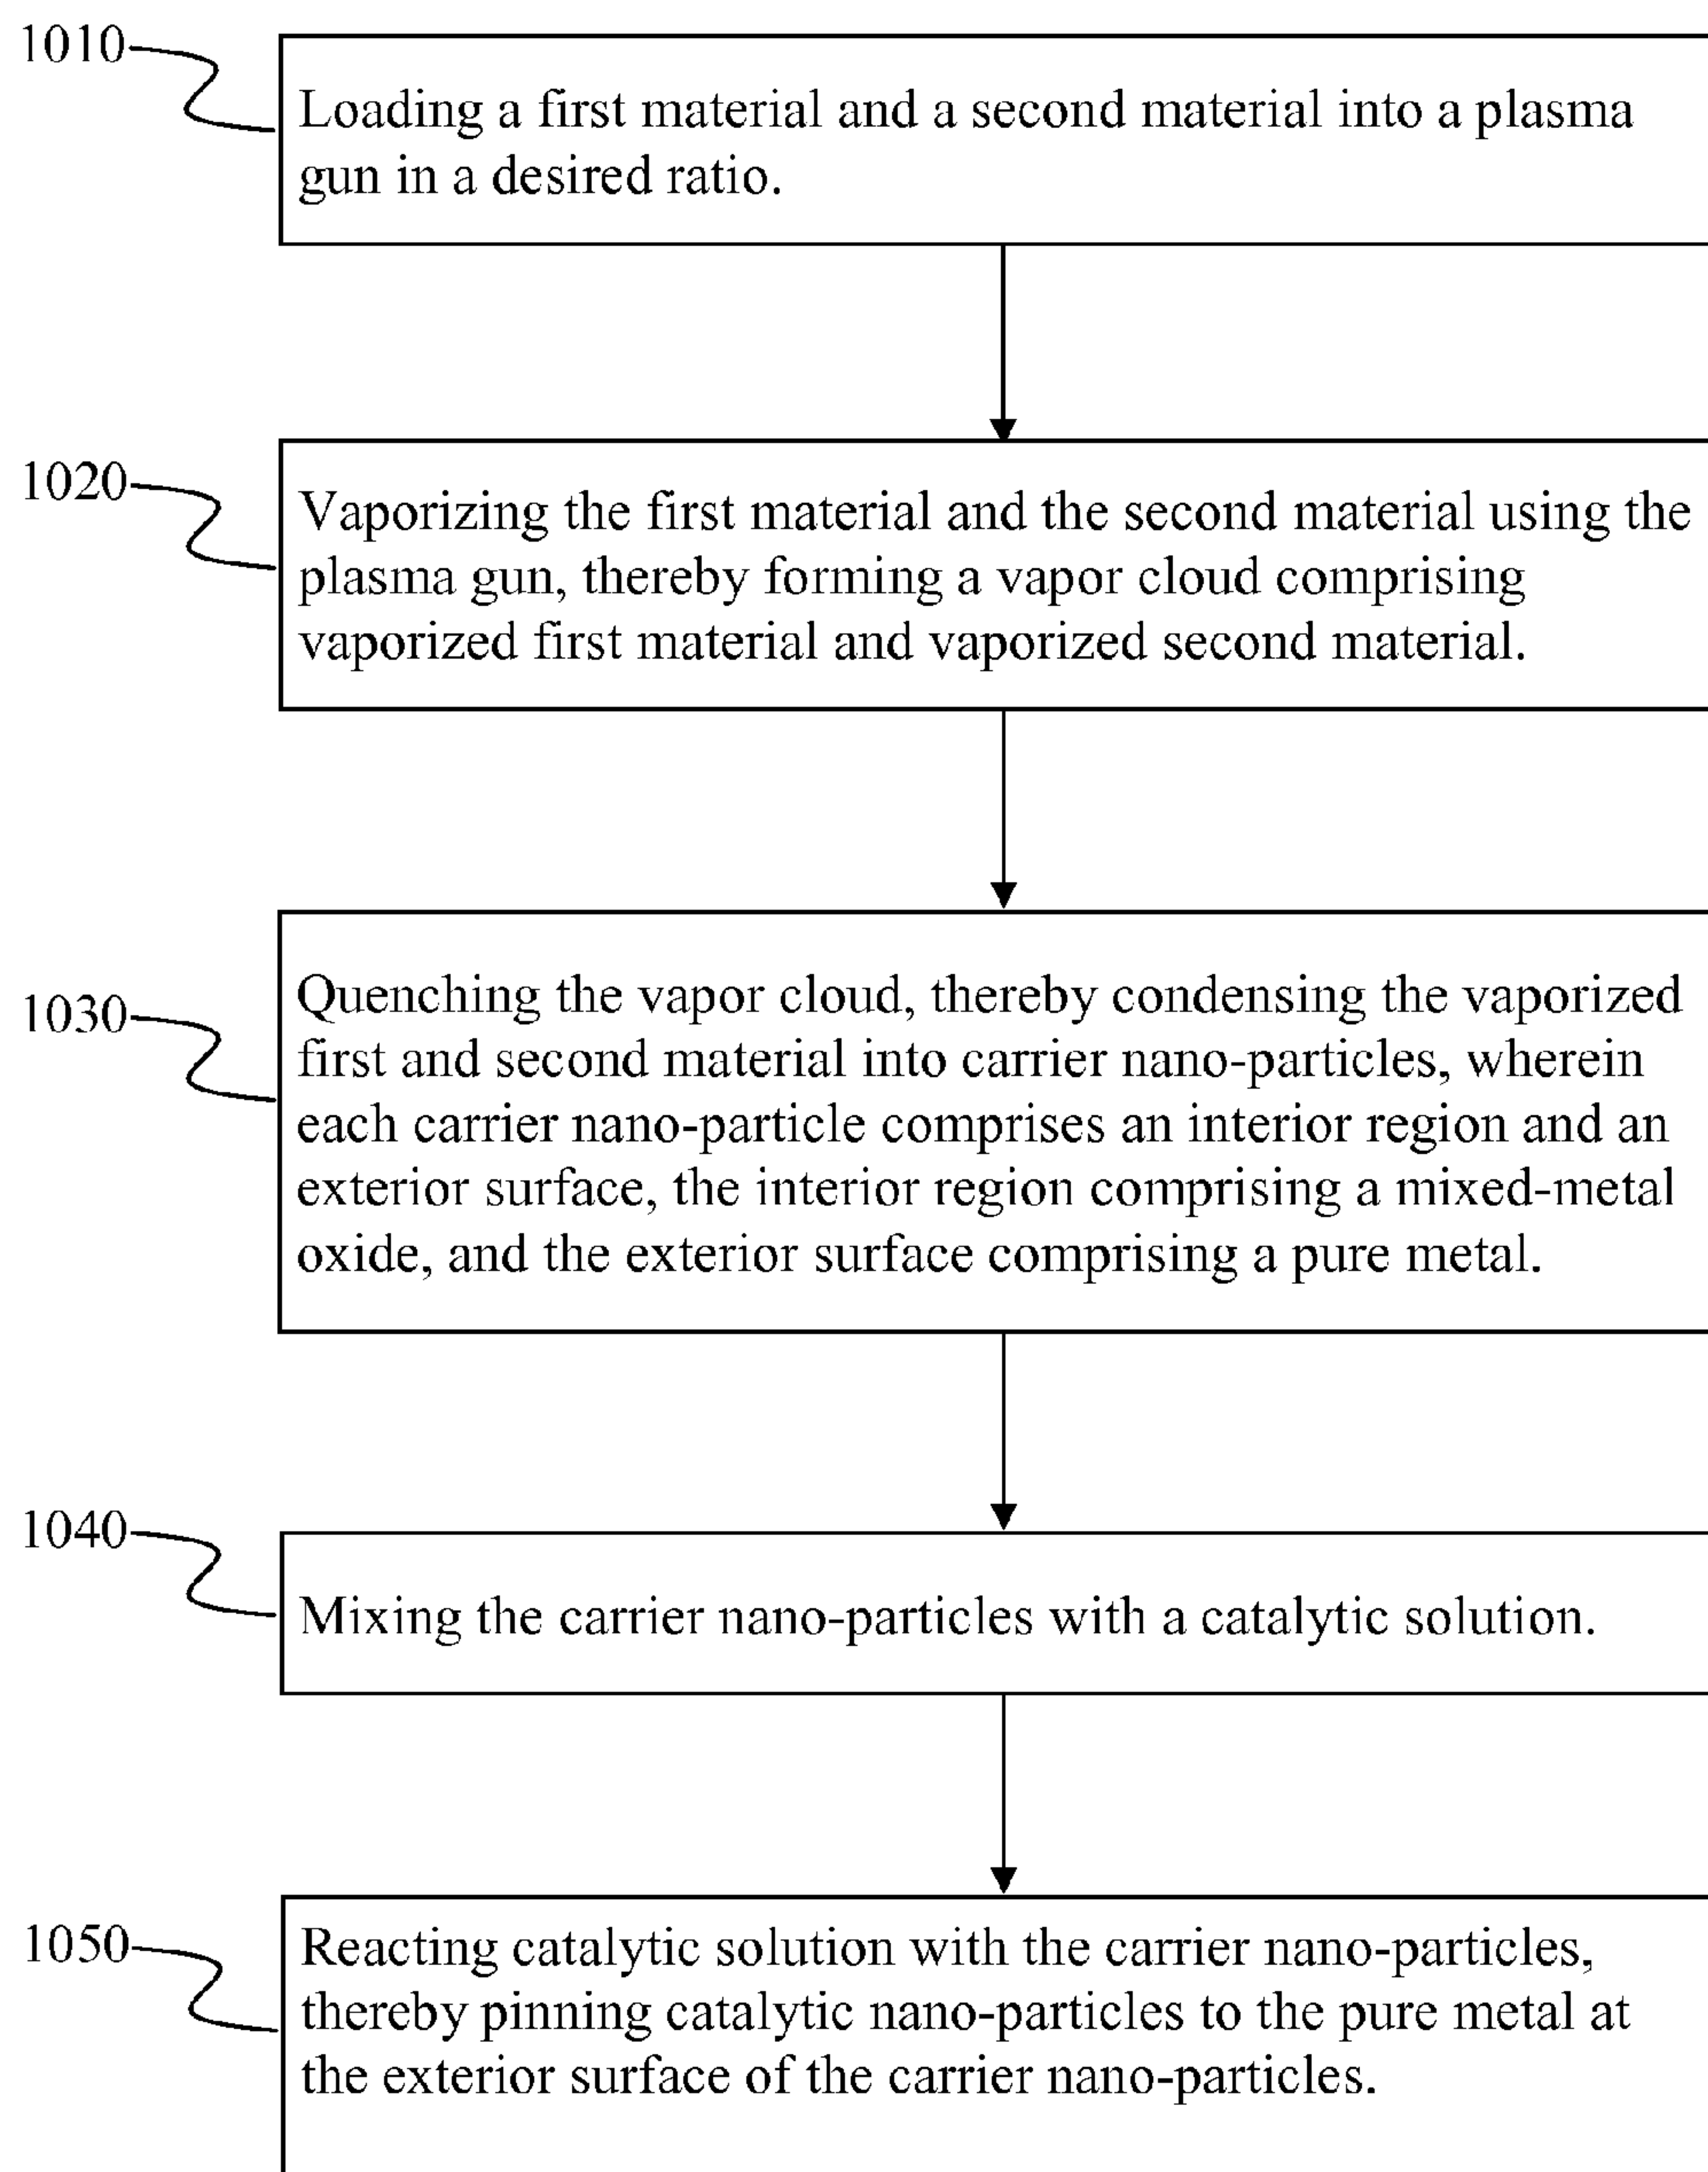 1010
Loading a first material and a second material into a plasma
gun in a desired ratio.
1020
Vaporizing the first material and the second material using the
plasma gun, thereby forming a vapor cloud comprising
vaporized first material and vaporized second material.
1030
Quenching the vapor cloud, thereby condensing the vaporized
first and second material into carrier nano-particles, wherein
each carrier nano-particle comprises an interior region and an
exterior surface, the interior region comprising a mixed-metal
oxide, and the exterior surface comprising a pure metal.
1040
Mixing the carrier nano-particles with a catalytic solution.
1050
Reacting catalytic solution with the carrier nano-particles,
thereby pinning catalytic nano-particles to the pure metal at
the exterior surface of the carrier nano-particles.